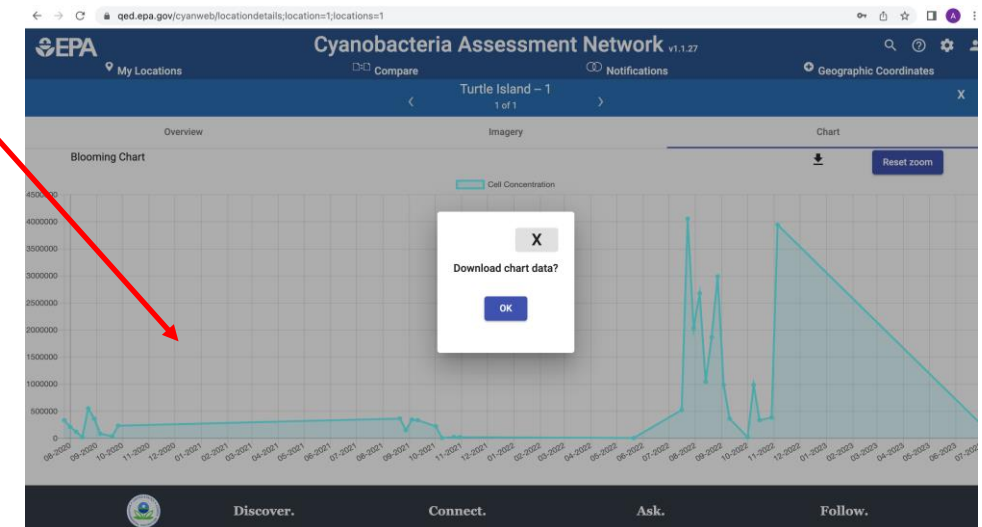 qed.epa.gov/cyanweb/locationdetails;location=1;locations=1
A
EPA
Cyanobacteria Assessment Network v1.1.27
My Locations Compare Notifications Geographic Coordinates
Turtle Island – 1
‹ 1 of 1 › X
Overview Imagery Chart
Blooming Chart Reset zoom
Cell Concentration
4500000
4000000
3500000
3000000
2500000
2000000
1500000
1000000
500000
0
X
Download chart data?
OK
08-2020 09-2020 10-2020 11-2020 12-2020 01-2021 02-2021 03-2021 04-2021 05-2021 06-2021 07-2021 08-2021 09-2021 10-2021 11-2021 12-2021 01-2022 02-2022 03-2022 04-2022 05-2022 06-2022 07-2022 08-2022 09-2022 10-2022 11-2022 12-2022 01-2023 02-2023 03-2023 04-2023 05-2023 06-2023 07-2023
Discover. Connect. Ask. Follow.